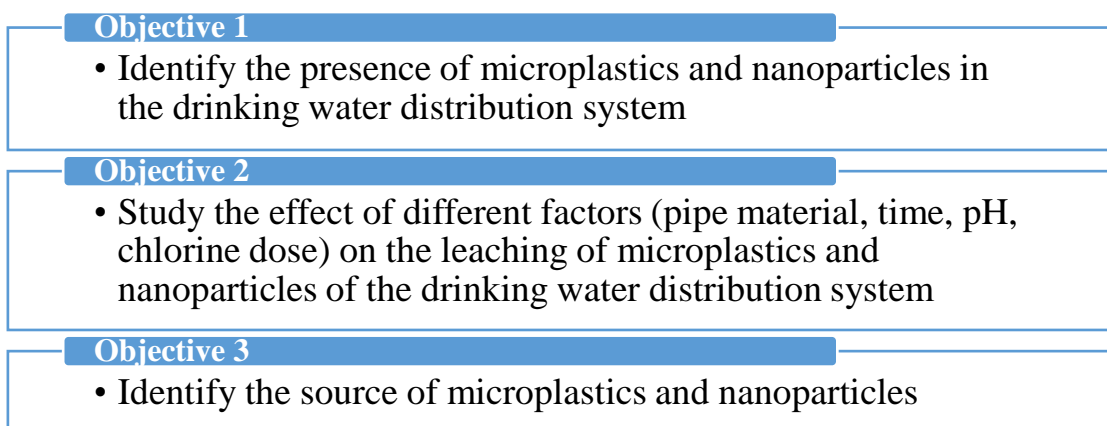 Objective 1
• Identify the presence of microplastics and nanoparticles in
the drinking water distribution system
Objective 2
• Study the effect of different factors (pipe material, time, pH,
chlorine dose) on the leaching of microplastics and
nanoparticles of the drinking water distribution system
Objective 3
• Identify the source of microplastics and nanoparticles